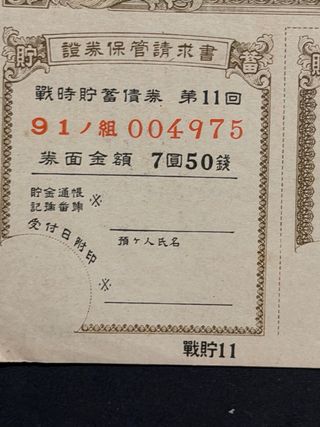 證券保管請求書
貯 蓄
戰時貯蓄債券 第11回
91ノ組 004975
券面金額 7圓50錢
貯金通帳
記號番號 ※
受付日附印
預ケ人氏名
※
戰貯11